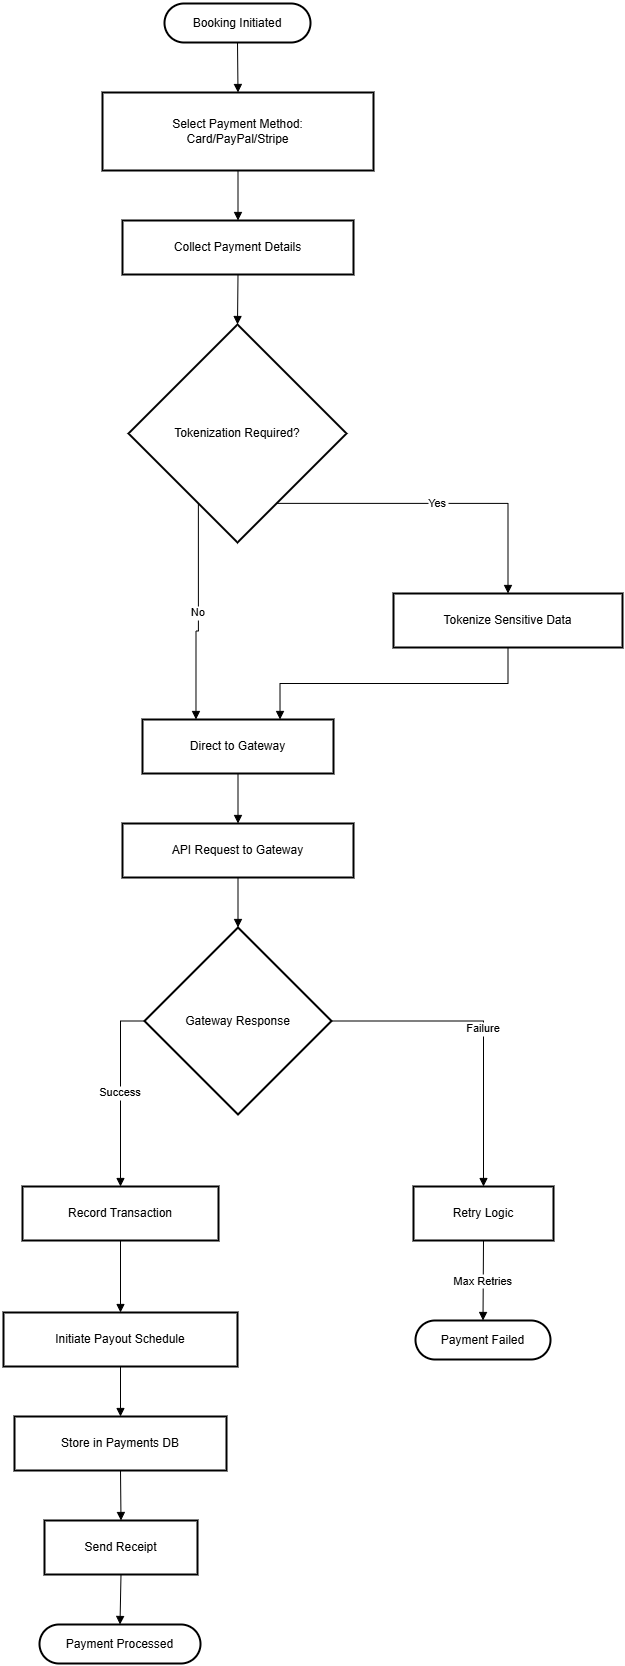 Booking Initiated
Select Payment Method:
Card/PayPal/Stripe
Collect Payment Details
Tokenization Required?
Yes
No
Tokenize Sensitive Data
Direct to Gateway
API Request to Gateway
Gateway Response
Failure
Success
Record Transaction
Retry Logic
Max Retries
Initiate Payout Schedule
Payment Failed
Store in Payments DB
Send Receipt
Payment Processed